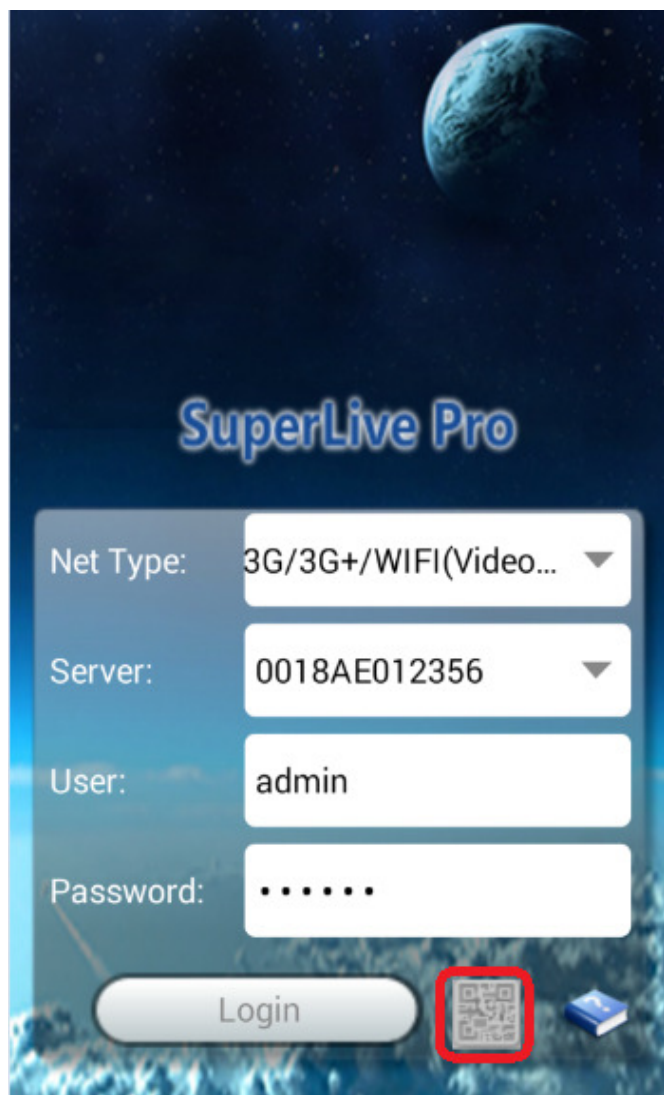 SuperLive Pro
Net Type: 3G/3G+/WIFI(Video...
Server: 0018AE012356
User: admin
Password: ••••••
Login
?